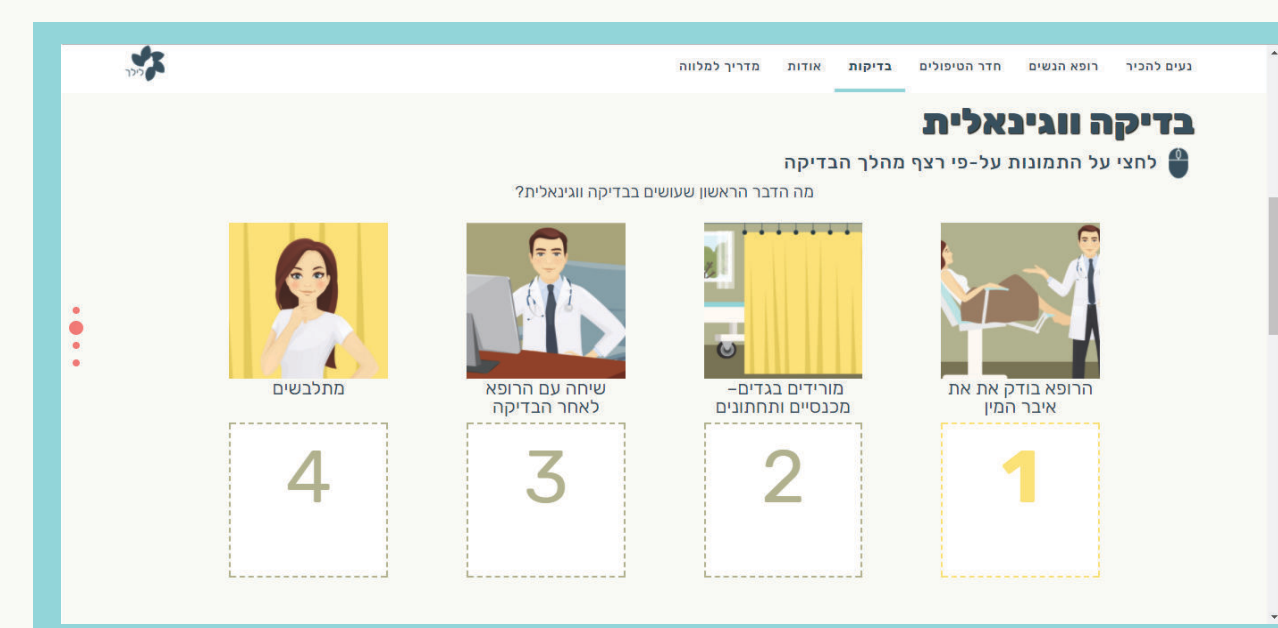 נעים להכיר
רופא הנשים
חדר הטיפולים
בדיקות
אודות
מדריך למלווה
לילך
בדיקה ווגינאלית
לחצי על התמונות על-פי רצף מהלך הבדיקה
מה הדבר הראשון שעושים בבדיקה ווגינאלית?
הרופא בודק את את
איבר המין
מורידים בגדים–
מכנסיים ותחתונים
שיחה עם הרופא
לאחר הבדיקה
מתלבשים
1
2
3
4